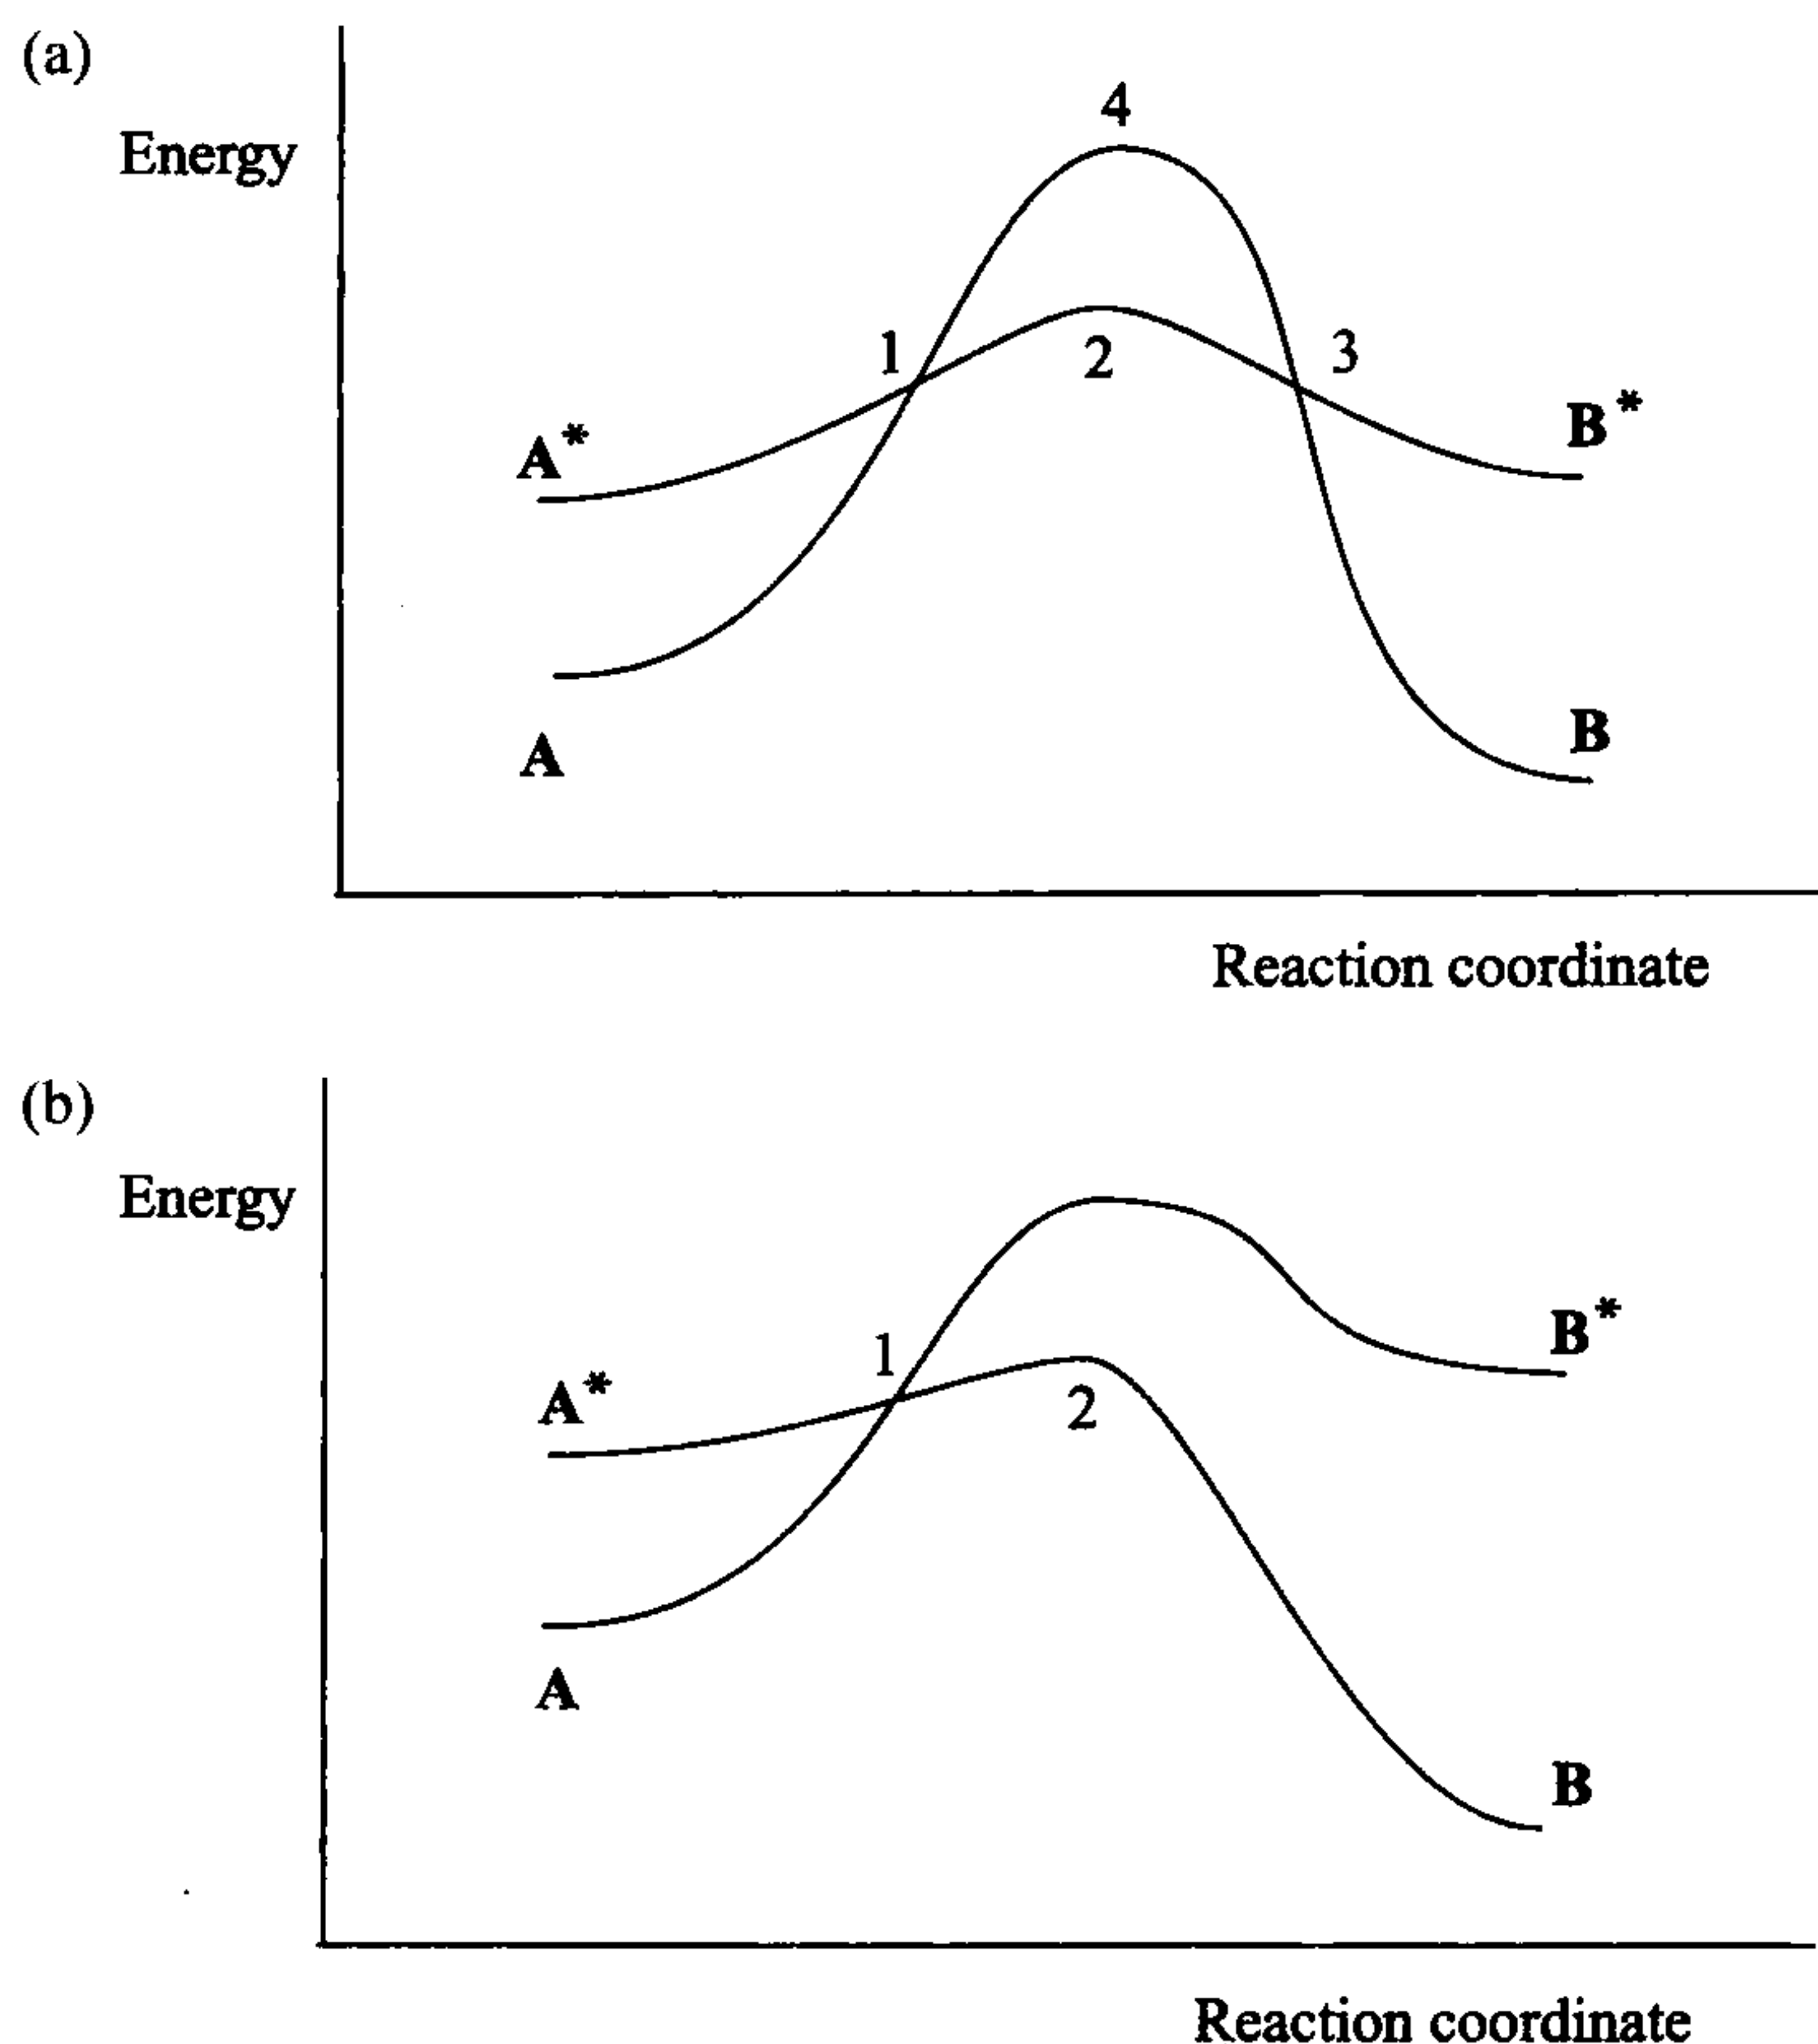 (a)
Energy
4
1
2
3
A*
B*
A
B
Reaction coordinate
(b)
Energy
1
2
A*
B*
A
B
Reaction coordinate